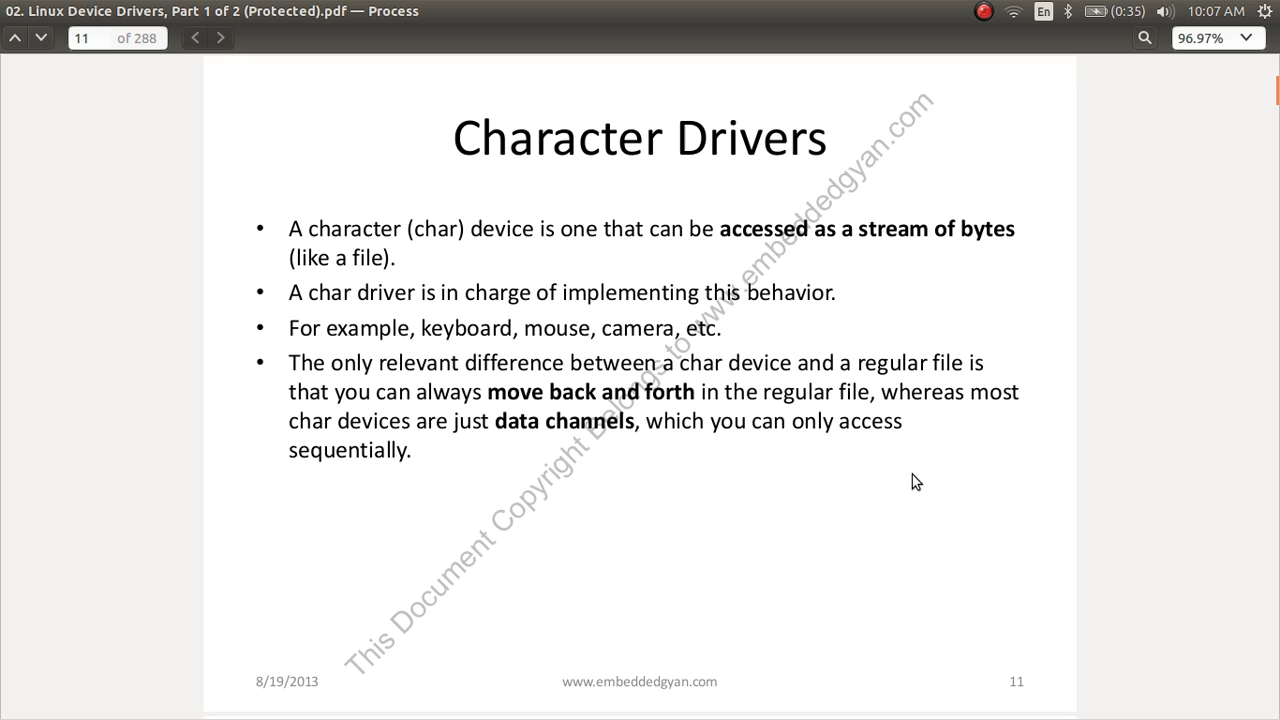 02. Linux Device Drivers, Part 1 of 2 (Protected).pdf — Process
En
(0:35)
10:07 AM
11 of 288
96.97%
Character Drivers
• A character (char) device is one that can be accessed as a stream of bytes
(like a file).
• A char driver is in charge of implementing this behavior.
• For example, keyboard, mouse, camera, etc.
• The only relevant difference between a char device and a regular file is
that you can always move back and forth in the regular file, whereas most
char devices are just data channels, which you can only access
sequentially.
This Document Copyright Belongs to www.embeddedgyan.com
8/19/2013
www.embeddedgyan.com
11